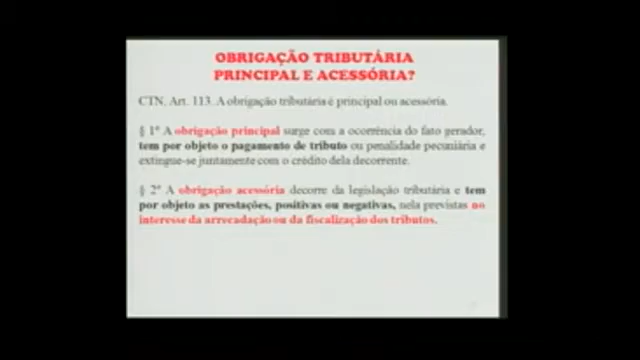 OBRIGAÇÃO TRIBUTÁRIA
PRINCIPAL E ACESSÓRIA?
CTN, Art. 113. A obrigação tributária é principal ou acessória.
§ 1º A obrigação principal surge com a ocorrência do fato gerador,
tem por objeto o pagamento de tributo ou penalidade pecuniária e
extingue-se juntamente com o crédito dela decorrente.
§ 2º A obrigação acessória decorre da legislação tributária e tem
por objeto as prestações, positivas ou negativas, nela previstas no
interesse da arrecadação ou da fiscalização dos tributos.